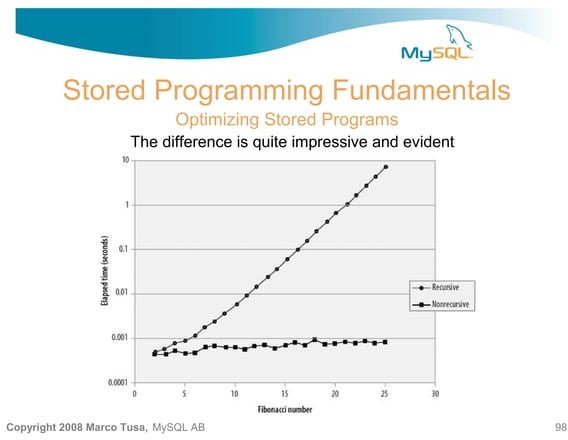 MySQL
Stored Programming Fundamentals
Optimizing Stored Programs
The difference is quite impressive and evident
10
1
0.1
0.01
0.001
0.0001
Elapsed time (seconds)
0 5 10 15 20 25 30
Fibonacci number
Recursive
Nonrecursive
Copyright 2008 Marco Tusa, MySQL AB 98